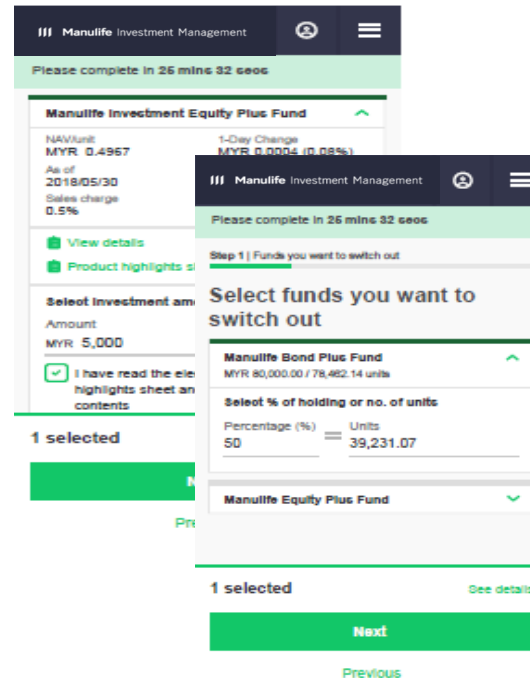 Manulife Investment Management
Please complete in 25 mins 32 secs
Manulife Investment Equity Plus Fund
NAV/unit
MYR 0.4967
1-Day Change
MYR 0.0004 (0.08%)
As of
2018/05/30
Sales charge
0.5%
View details
Product highlights s
Select Investment am
Amount
MYR 5,000
I have read the ele
highlights sheet an
contents
1 selected
N
Pre
Manulife Investment Management
Please complete in 25 mins 32 secs
Step 1 | Funds you want to switch out
Select funds you want to
switch out
Manulife Bond Plus Fund
MYR 80,000.00 / 78,462.14 units
Select % of holding or no. of units
Percentage (%)
50
=
Units
39,231.07
Manulife Equity Plus Fund
1 selected
See details
Next
Previous